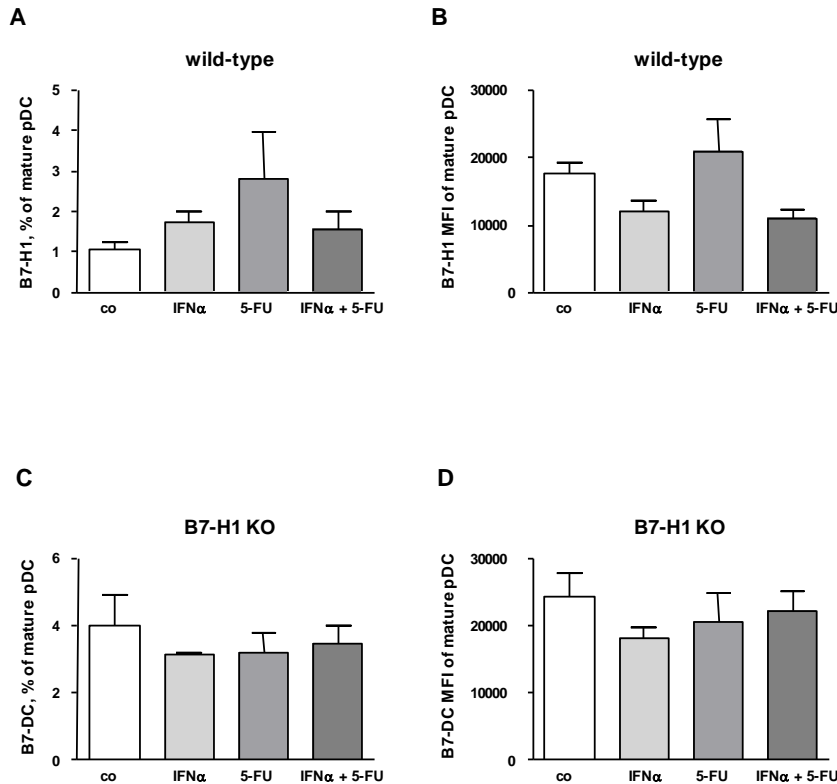 A
wild-type
B7-H1, % of mature pDC
5
4
3
2
1
0
co IFNα 5-FU IFNα + 5-FU
B
wild-type
B7-H1 MFI of mature pDC
30000
20000
10000
0
co IFNα 5-FU IFNα + 5-FU
C
B7-H1 KO
B7-DC, % of mature pDC
6
4
2
0
co IFNα 5-FU IFNα + 5-FU
D
B7-H1 KO
B7-DC MFI of mature pDC
30000
20000
10000
0
co IFNα 5-FU IFNα + 5-FU